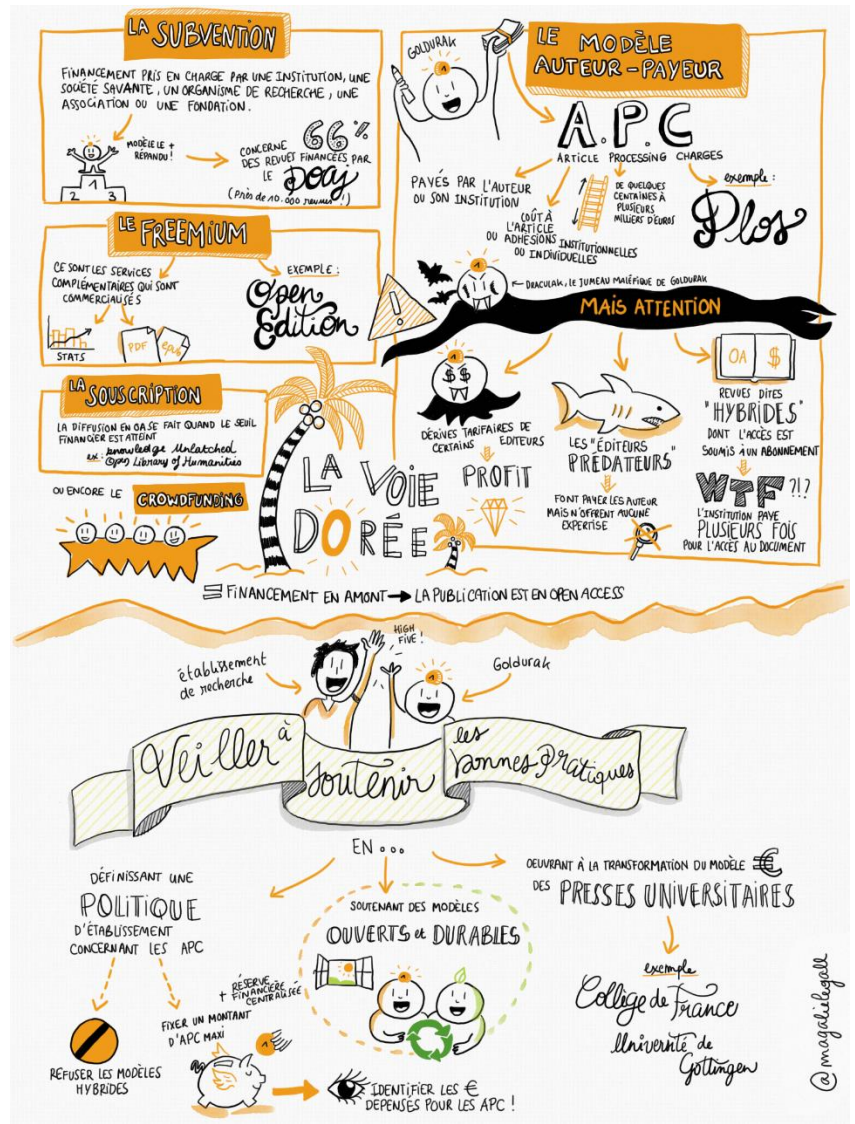 LA SUBVENTION
FINANCEMENT PRIS EN CHARGE PAR UNE INSTITUTION, UNE
SOCIÉTÉ SAVANTE, UN ORGANISME DE RECHERCHE, UNE
ASSOCIATION OU UNE FONDATION.
MODÈLE LE +
RÉPANDU !
1
2
3
CONCERNE 66%
DES REVUES FINANCÉES PAR
LE Doaj
(Près de 10.000 revues !)
LE FREEMIUM
CE SONT LES SERVICES
COMPLÉMENTAIRES QUI SONT
COMMERCIALISÉS
STATS
PDF
epub
EXEMPLE :
Open
Edition
LA SOUSCRIPTION
LA DIFFUSION EN OA SE FAIT QUAND LE SEUIL
FINANCIER EST ATTEINT
ex : Knowledge Unlatched
Open Library of Humanities
OU ENCORE LE CROWDFUNDING
GOLDURAK
1
LE MODÈLE
AUTEUR-PAYEUR
A.P.C
ARTICLE PROCESSING CHARGES
PAYÉS PAR L'AUTEUR
OU SON INSTITUTION
COÛT À
L'ARTICLE
OU ADHÉSIONS INSTITUTIONNELLES
OU INDIVIDUELLES
DE QUELQUES
CENTAINES À
PLUSIEURS
MILLIERS D'EUROS
exemple :
Plos
1
DRACULAK, LE JUMEAU MALÉFIQUE DE GOLDURAK
!
MAIS ATTENTION
1
$ $
DÉRIVES TARIFAIRES DE
CERTAINS EDITEURS
PROFIT
LES "ÉDITEURS
PRÉDATEURS"
FONT PAYER LES AUTEUR
MAIS N'OFFRENT AUCUNE
EXPERTISE
OA $
REVUES DITES
"HYBRIDES"
DONT L'ACCÈS EST
SOUMIS À UN ABONNEMENT
WTF ?!?
L'INSTITUTION PAYE
PLUSIEURS FOIS
POUR L'ACCÈS AU DOCUMENT
LA VOIE
DORÉE
= FINANCEMENT EN AMONT → LA PUBLICATION EST EN OPEN ACCESS
HIGH
FIVE !
établissement
de recherche
1
Goldurak
Veiller à soutenir les bonnes pratiques
EN ...
DÉFINISSANT UNE
POLITIQUE
D'ÉTABLISSEMENT
CONCERNANT LES APC
REFUSER LES MODÈLES
HYBRIDES
FIXER UN MONTANT
D'APC MAXI
+ RÉSERVE
FINANCIÈRE
CENTRALISÉE
1
IDENTIFIER LES €
DEPENSÉS POUR LES APC !
SOUTENANT DES MODÈLES
OUVERTS et DURABLES
OEUVRANT À LA TRANSFORMATION DU MODÈLE €
DES PRESSES UNIVERSITAIRES
exemple
Collège de France
Université de
Gottingen
@magalielegall